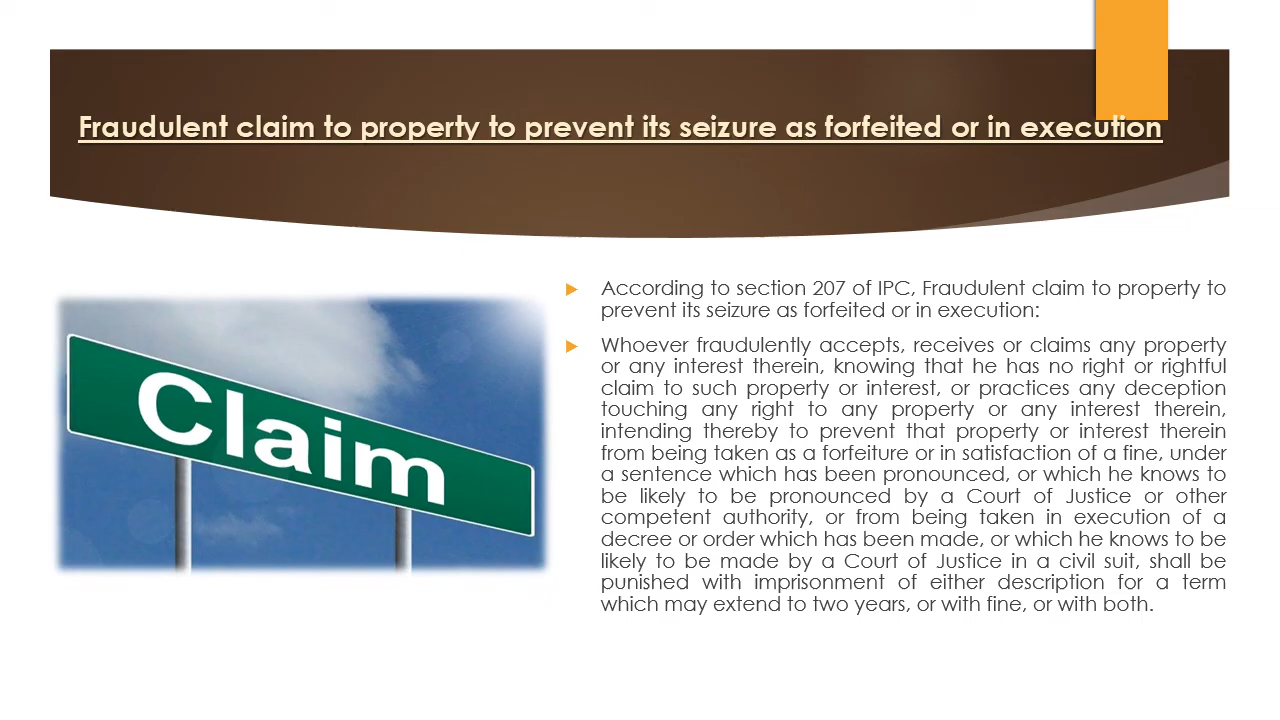 Fraudulent claim to property to prevent its seizure as forfeited or in execution
Claim
According to section 207 of IPC, Fraudulent claim to property to
prevent its seizure as forfeited or in execution:
Whoever fraudulently accepts, receives or claims any property
or any interest therein, knowing that he has no right or rightful
claim to such property or interest, or practices any deception
touching any right to any property or any interest therein,
intending thereby to prevent that property or interest therein
from being taken as a forfeiture or in satisfaction of a fine, under
a sentence which has been pronounced, or which he knows to
be likely to be pronounced by a Court of Justice or other
competent authority, or from being taken in execution of a
decree or order which has been made, or which he knows to be
likely to be made by a Court of Justice in a civil suit, shall be
punished with imprisonment of either description for a term
which may extend to two years, or with fine, or with both.